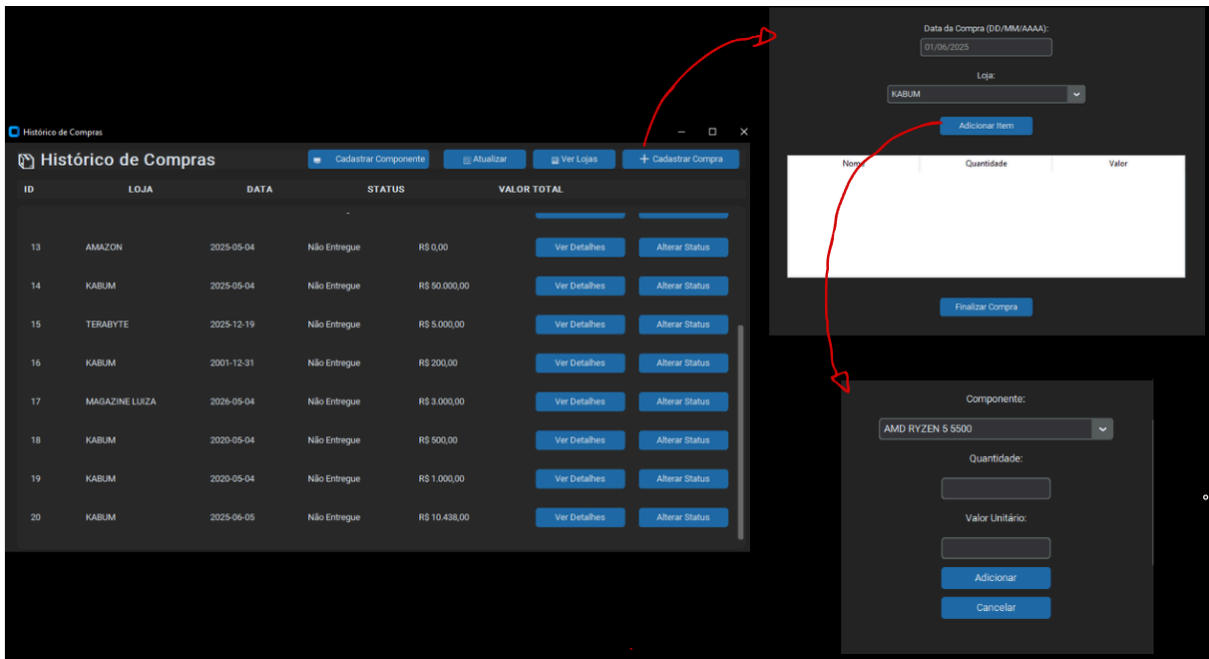 Histórico de Compras
Histórico de Compras
Cadastrar Componente Atualizar Ver Lojas + Cadastrar Compra
ID LOJA DATA STATUS VALOR TOTAL
13 AMAZON 2025-05-04 Não Entregue R$ 0,00 Ver Detalhes Alterar Status
14 KABUM 2025-05-04 Não Entregue R$ 50.000,00 Ver Detalhes Alterar Status
15 TERABYTE 2025-12-19 Não Entregue R$ 5.000,00 Ver Detalhes Alterar Status
16 KABUM 2001-12-31 Não Entregue R$ 200,00 Ver Detalhes Alterar Status
17 MAGAZINE LUIZA 2026-05-04 Não Entregue R$ 3.000,00 Ver Detalhes Alterar Status
18 KABUM 2020-05-04 Não Entregue R$ 500,00 Ver Detalhes Alterar Status
19 KABUM 2020-05-04 Não Entregue R$ 1.000,00 Ver Detalhes Alterar Status
20 KABUM 2025-06-05 Não Entregue R$ 10.438,00 Ver Detalhes Alterar Status
Data da Compra (DD/MM/AAAA):
01/06/2025
Loja:
KABUM
Adicionar Item
Nome Quantidade Valor
Finalizar Compra
Componente:
AMD RYZEN 5 5500
Quantidade:
Valor Unitário:
Adicionar
Cancelar